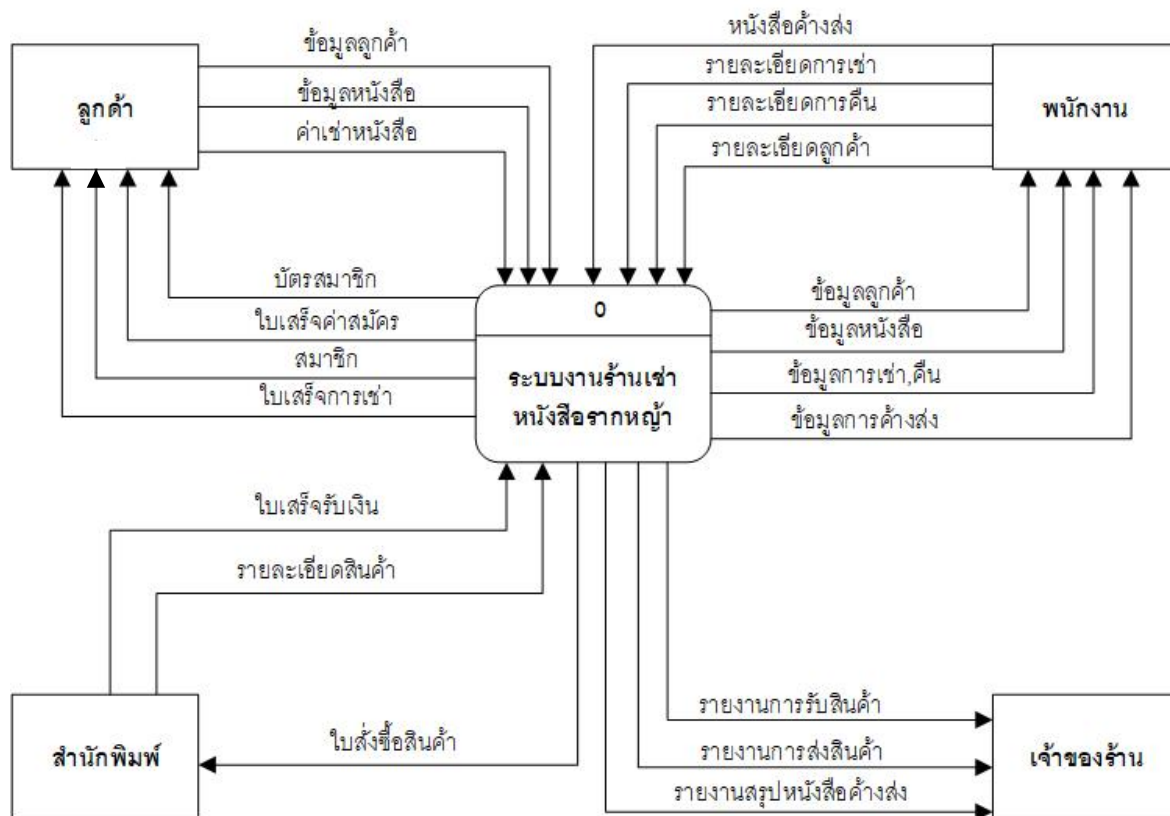 ข้อมูลลูกค้า
ข้อมูลหนังสือ
ค่าเช่าหนังสือ
ลูกด้า
หนังสือค้างส่ง
รายละเอียดการเช่า
รายละเอียดการคืน
รายละเอียดลูกค้า
พนักงาน
บัตรสมาชิก
ใบเสร็จค่าสมัคร
สมาชิก
ใบเสร็จการเช่า
0
ระบบงานร้านเช่า
หนังสือรากหญ้า
ข้อมูลลูกค้า
ข้อมูลหนังสือ
ข้อมูลการเช่า,คืน
ข้อมูลการค้างส่ง
ใบเสร็จรับเงิน
รายละเอียดสินค้า
ใบสั่งซื้อสินค้า
สำนักพิมพ์
รายงานการรับสินค้า
รายงานการส่งสินค้า
รายงานสรุปหนังสือค้างส่ง
เจ้าของร้าน